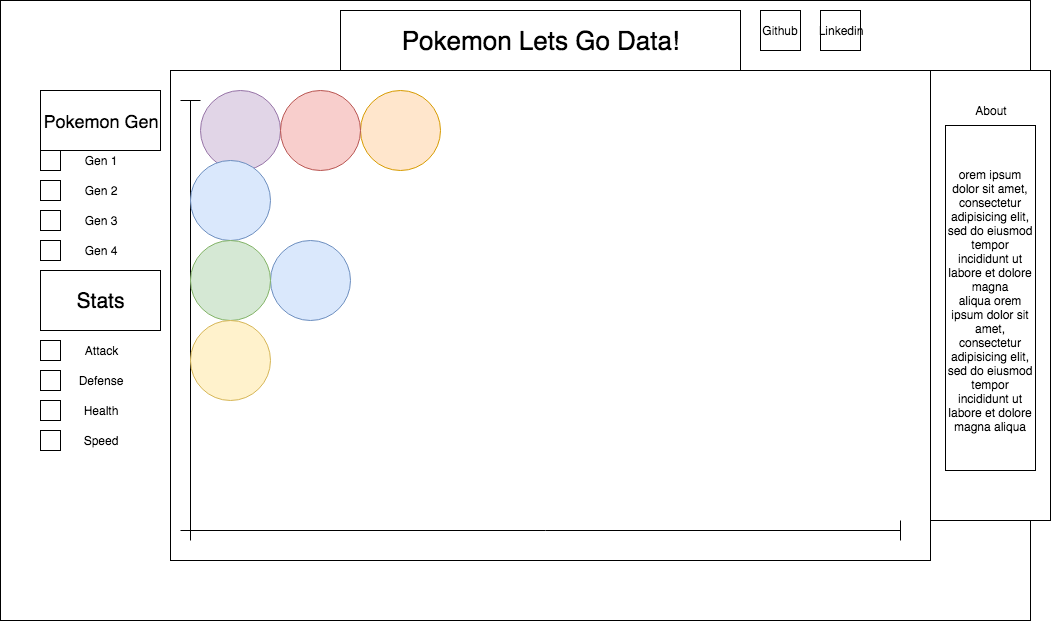 Pokemon Lets Go Data!
Github
Linkedin
Pokemon Gen
Gen 1
Gen 2
Gen 3
Gen 4
Stats
Attack
Defense
Health
Speed
About
orem ipsum
dolor sit amet,
consectetur
adipisicing elit,
sed do eiusmod
tempor
incididunt ut
labore et dolore
magna
aliqua orem
ipsum dolor sit
amet,
consectetur
adipisicing elit,
sed do eiusmod
tempor
incididunt ut
labore et dolore
magna aliqua